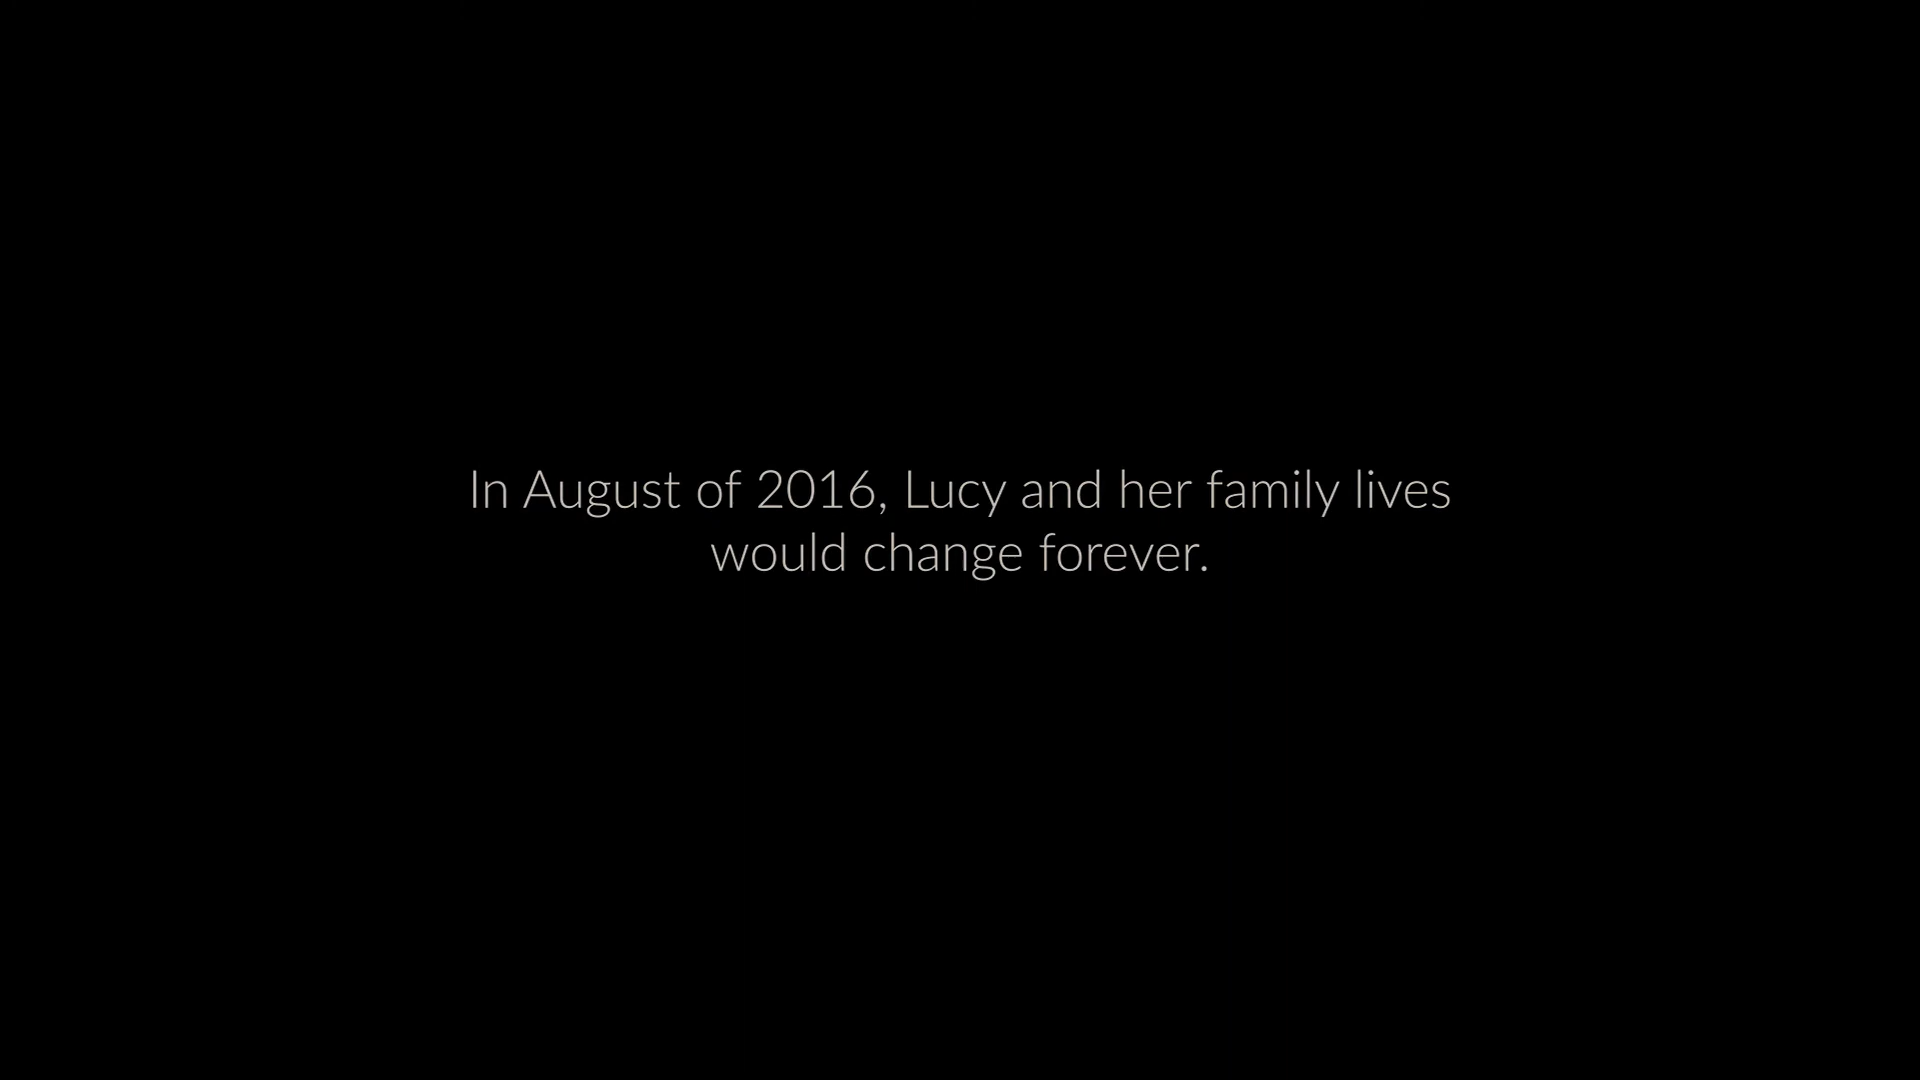 In August of 2016, Lucy and her family lives
would change forever.